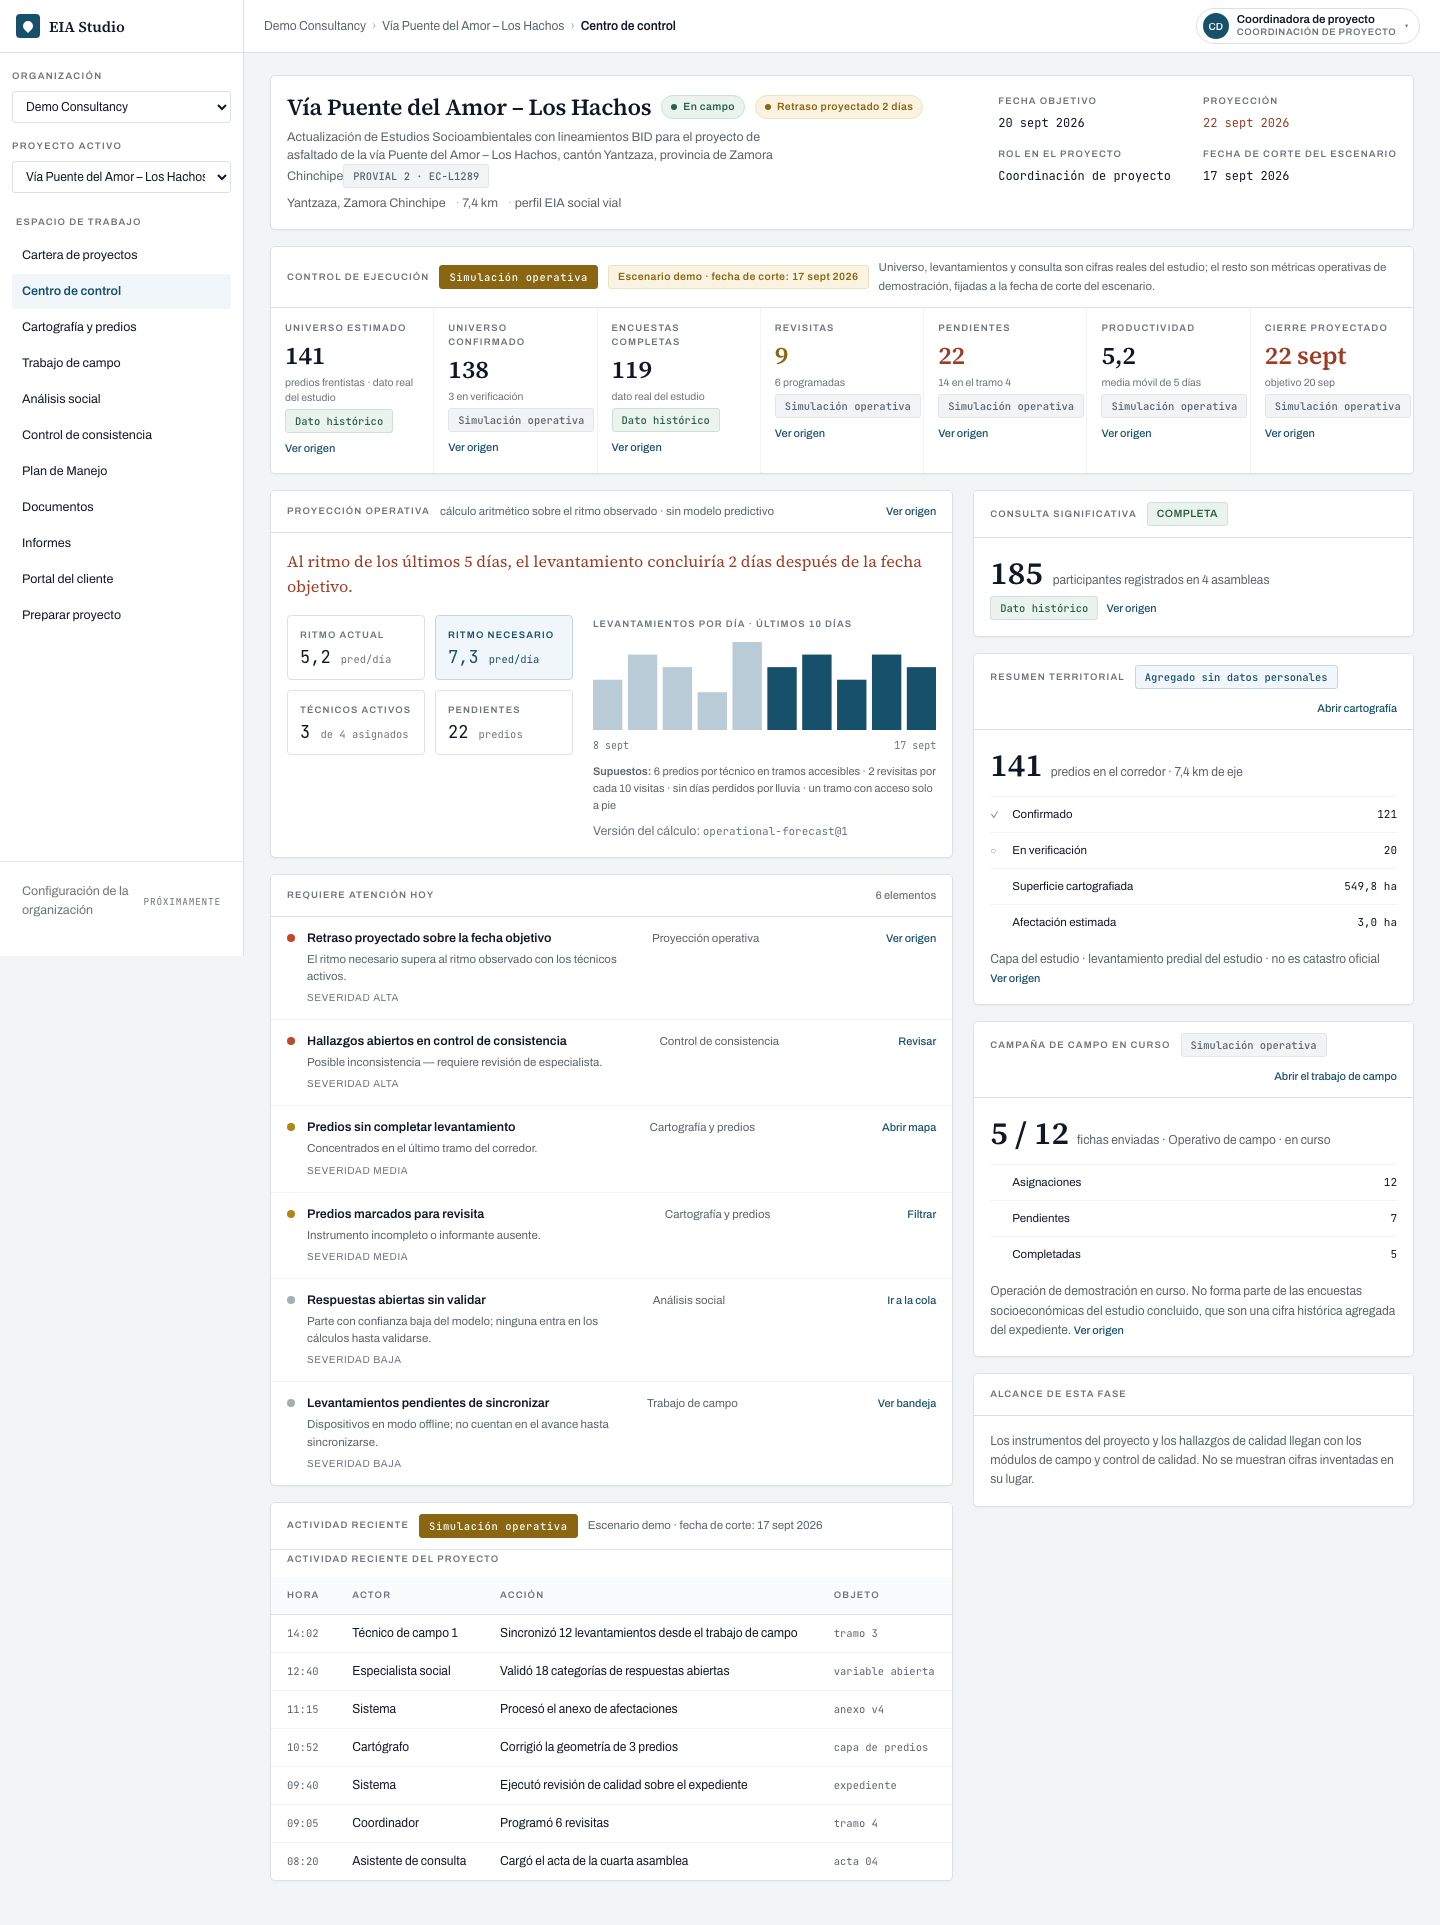 EIA Studio
Demo Consultancy › Vía Puente del Amor – Los Hachos › Centro de control
CD
Coordinadora de proyecto
COORDINACIÓN DE PROYECTO
ORGANIZACIÓN
Demo Consultancy
PROYECTO ACTIVO
Vía Puente del Amor – Los Hachos
ESPACIO DE TRABAJO
Cartera de proyectos
Centro de control
Cartografía y predios
Trabajo de campo
Análisis social
Control de consistencia
Plan de Manejo
Documentos
Informes
Portal del cliente
Preparar proyecto
Configuración de la
organización
PRÓXIMAMENTE
Vía Puente del Amor – Los Hachos
En campo
Retraso proyectado 2 días
Actualización de Estudios Socioambientales con lineamientos BID para el proyecto de
asfaltado de la vía Puente del Amor – Los Hachos, cantón Yantzaza, provincia de Zamora
Chinchipe PROVIAL 2 · EC-L1289
Yantzaza, Zamora Chinchipe · 7,4 km · perfil EIA social vial
FECHA OBJETIVO
20 sept 2026
PROYECCIÓN
22 sept 2026
ROL EN EL PROYECTO
Coordinación de proyecto
FECHA DE CORTE DEL ESCENARIO
17 sept 2026
CONTROL DE EJECUCIÓN
Simulación operativa
Escenario demo · fecha de corte: 17 sept 2026
Universo, levantamientos y consulta son cifras reales del estudio; el resto son métricas operativas de
demostración, fijadas a la fecha de corte del escenario.
UNIVERSO ESTIMADO
141
predios frentistas · dato real
del estudio
Dato histórico
Ver origen
UNIVERSO
CONFIRMADO
138
3 en verificación
Simulación operativa
Ver origen
ENCUESTAS
COMPLETAS
119
dato real del estudio
Dato histórico
Ver origen
REVISITAS
9
6 programadas
Simulación operativa
Ver origen
PENDIENTES
22
14 en el tramo 4
Simulación operativa
Ver origen
PRODUCTIVIDAD
5,2
media móvil de 5 días
Simulación operativa
Ver origen
CIERRE PROYECTADO
22 sept
objetivo 20 sep
Simulación operativa
Ver origen
PROYECCIÓN OPERATIVA
cálculo aritmético sobre el ritmo observado · sin modelo predictivo
Ver origen
Al ritmo de los últimos 5 días, el levantamiento concluiría 2 días después de la fecha
objetivo.
RITMO ACTUAL
5,2 pred/día
RITMO NECESARIO
7,3 pred/día
TÉCNICOS ACTIVOS
3 de 4 asignados
PENDIENTES
22 predios
LEVANTAMIENTOS POR DÍA · ÚLTIMOS 10 DÍAS
8 sept
17 sept
Supuestos: 6 predios por técnico en tramos accesibles · 2 revisitas por
cada 10 visitas · sin días perdidos por lluvia · un tramo con acceso solo
a pie
Versión del cálculo: operational-forecast@1
REQUIERE ATENCIÓN HOY
6 elementos
Retraso proyectado sobre la fecha objetivo
Proyección operativa
Ver origen
El ritmo necesario supera al ritmo observado con los técnicos
activos.
SEVERIDAD ALTA
Hallazgos abiertos en control de consistencia
Control de consistencia
Revisar
Posible inconsistencia — requiere revisión de especialista.
SEVERIDAD ALTA
Predios sin completar levantamiento
Cartografía y predios
Abrir mapa
Concentrados en el último tramo del corredor.
SEVERIDAD MEDIA
Predios marcados para revisita
Cartografía y predios
Filtrar
Instrumento incompleto o informante ausente.
SEVERIDAD MEDIA
Respuestas abiertas sin validar
Análisis social
Ir a la cola
Parte con confianza baja del modelo; ninguna entra en los
cálculos hasta validarse.
SEVERIDAD BAJA
Levantamientos pendientes de sincronizar
Trabajo de campo
Ver bandeja
Dispositivos en modo offline; no cuentan en el avance hasta
sincronizarse.
SEVERIDAD BAJA
ACTIVIDAD RECIENTE
Simulación operativa
Escenario demo · fecha de corte: 17 sept 2026
ACTIVIDAD RECIENTE DEL PROYECTO
HORA ACTOR ACCIÓN OBJETO
14:02 Técnico de campo 1 Sincronizó 12 levantamientos desde el trabajo de campo tramo 3
12:40 Especialista social Validó 18 categorías de respuestas abiertas variable abierta
11:15 Sistema Procesó el anexo de afectaciones anexo v4
10:52 Cartógrafo Corrigió la geometría de 3 predios capa de predios
09:40 Sistema Ejecutó revisión de calidad sobre el expediente expediente
09:05 Coordinador Programó 6 revisitas tramo 4
08:20 Asistente de consulta Cargó el acta de la cuarta asamblea acta 04
CONSULTA SIGNIFICATIVA
COMPLETA
185 participantes registrados en 4 asambleas
Dato histórico
Ver origen
RESUMEN TERRITORIAL
Agregado sin datos personales
Abrir cartografía
141 predios en el corredor · 7,4 km de eje
✓ Confirmado 121
○ En verificación 20
Superficie cartografiada 549,8 ha
Afectación estimada 3,0 ha
Capa del estudio · levantamiento predial del estudio · no es catastro oficial
Ver origen
CAMPAÑA DE CAMPO EN CURSO
Simulación operativa
Abrir el trabajo de campo
5 / 12 fichas enviadas · Operativo de campo · en curso
Asignaciones 12
Pendientes 7
Completadas 5
Operación de demostración en curso. No forma parte de las encuestas
socioeconómicas del estudio concluido, que son una cifra histórica agregada
del expediente. Ver origen
ALCANCE DE ESTA FASE
Los instrumentos del proyecto y los hallazgos de calidad llegan con los
módulos de campo y control de calidad. No se muestran cifras inventadas en
su lugar.